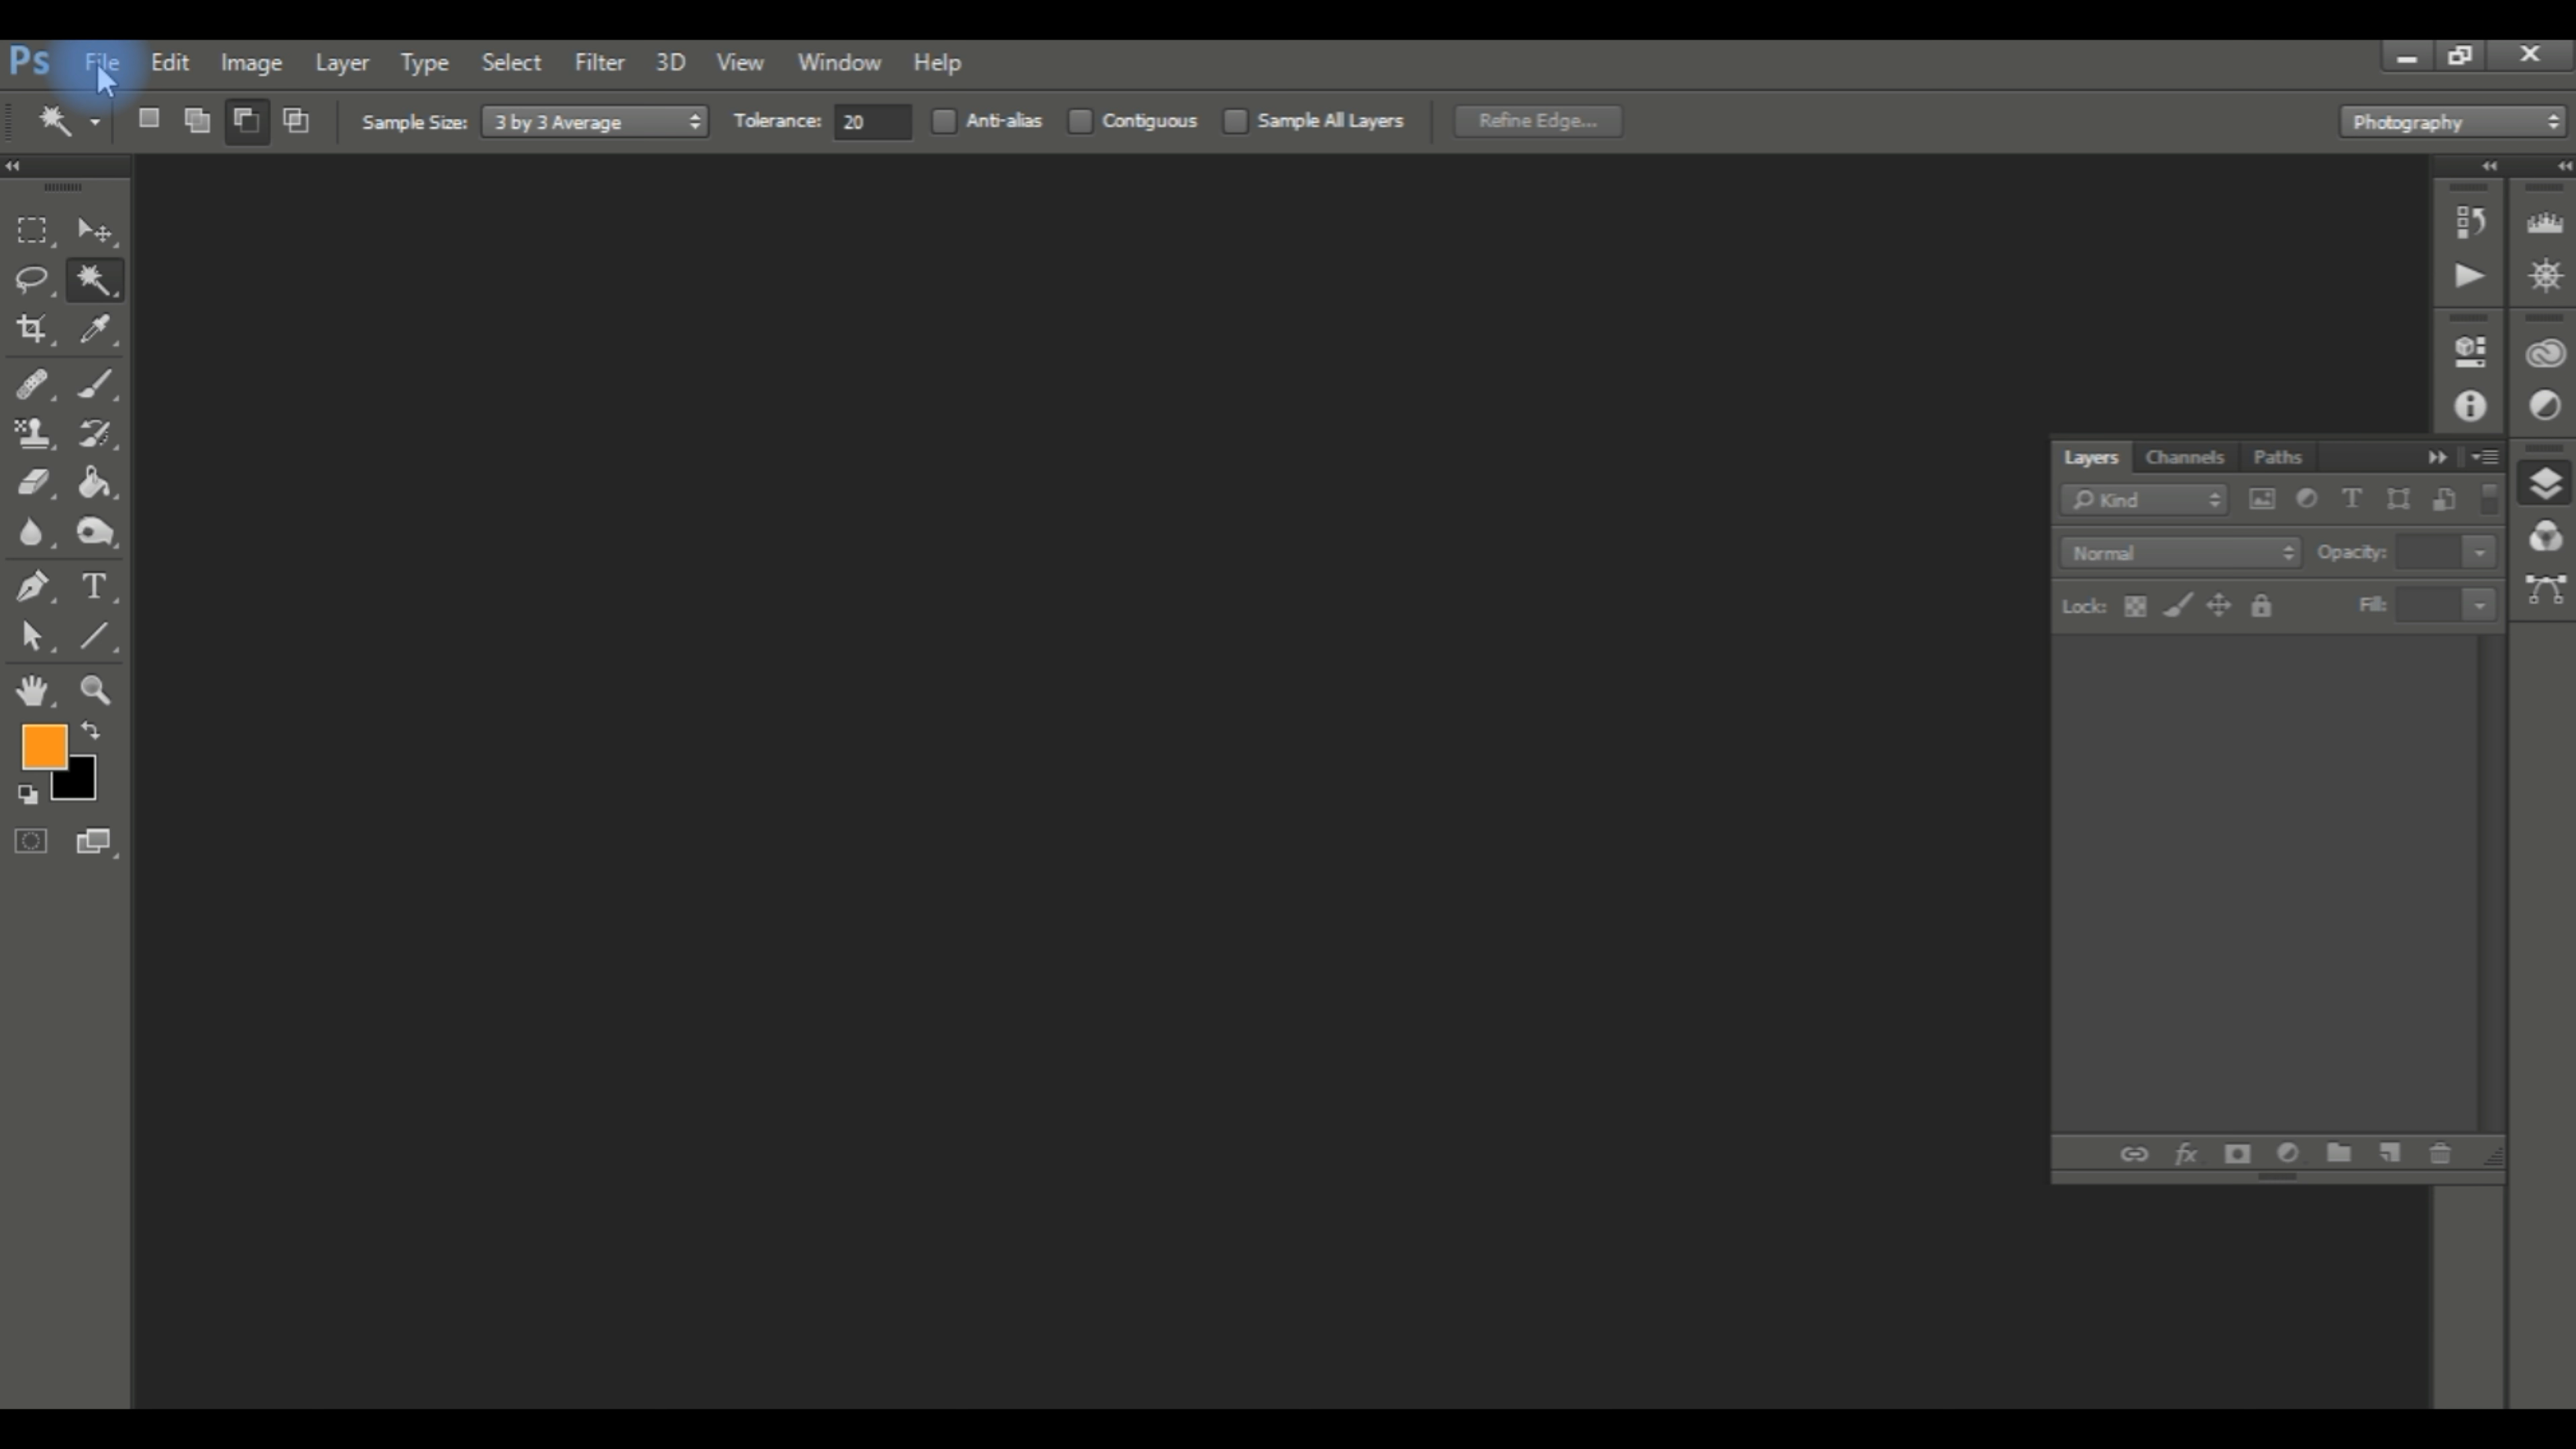 Ps File Edit Image Layer Type Select Filter 3D View Window Help
Sample Size: 3 by 3 Average Tolerance: 20 Anti-alias Contiguous Sample All Layers Refine Edge... Photography
Layers Channels Paths
Kind T
Normal Opacity:
Lock: Fill:
T
fx